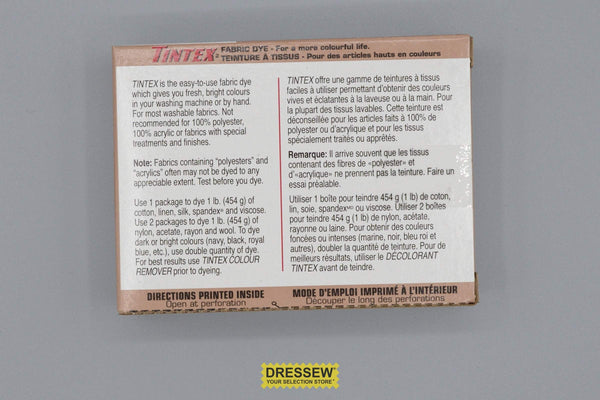 TINTEX® FABRIC DYE - For a more colourful life.
TEINTURE À TISSUS - Pour des articles hauts en couleurs
TINTEX is the easy-to-use fabric dye
which gives you fresh, bright colours
in your washing machine or by hand.
For most washable fabrics. Not
recommended for 100% polyester,
100% acrylic or fabrics with special
treatments and finishes.
Note: Fabrics containing "polyesters" and
"acrylics" often may not be dyed to any
appreciable extent. Test before you dye.
Use 1 package to dye 1 lb. (454 g) of
cotton, linen, silk, spandex® and viscose.
Use 2 packages to dye 1 lb. (454 g) of
nylon, acetate, rayon and wool. To dye
dark or bright colours (navy, black, royal
blue, etc.), use double quantity of dye.
For best results use TINTEX COLOUR
REMOVER prior to dyeing.
TINTEX offre une gamme de teintures à tissus
faciles à utiliser permettant d'obtenir des couleurs
vives et éclatantes à la laveuse ou à la main. Pour
la plupart des tissus lavables. Cette teinture est
déconseillée pour les articles faits à 100% de
polyester ou d'acrylique et pour les tissus
spécialement traités ou apprêtés.
Remarque: Il arrive souvent que les tissus
contenant des fibres de «polyester» et
d'«acrylique» ne prennent pas la teinture. Faire un
essai préalable.
Utiliser 1 boîte pour teindre 454 g (1 lb) de coton,
lin, soie, spandexMD ou viscose. Utiliser 2 boîtes
pour teindre 454 g (1 lb) de nylon, acétate,
rayonne ou laine. Pour obtenir des couleurs
foncées ou intenses (marine, noir, bleu roi et
autres), doubler la quantité de teinture. Pour de
meilleurs résultats, utiliser le DÉCOLORANT
TINTEX avant de teindre.
DIRECTIONS PRINTED INSIDE
Open at perforation
MODE D'EMPLOI IMPRIMÉ À L'INTÉRIEUR
Découper le long des perforations
DRESSEW
YOUR SELECTION STORE